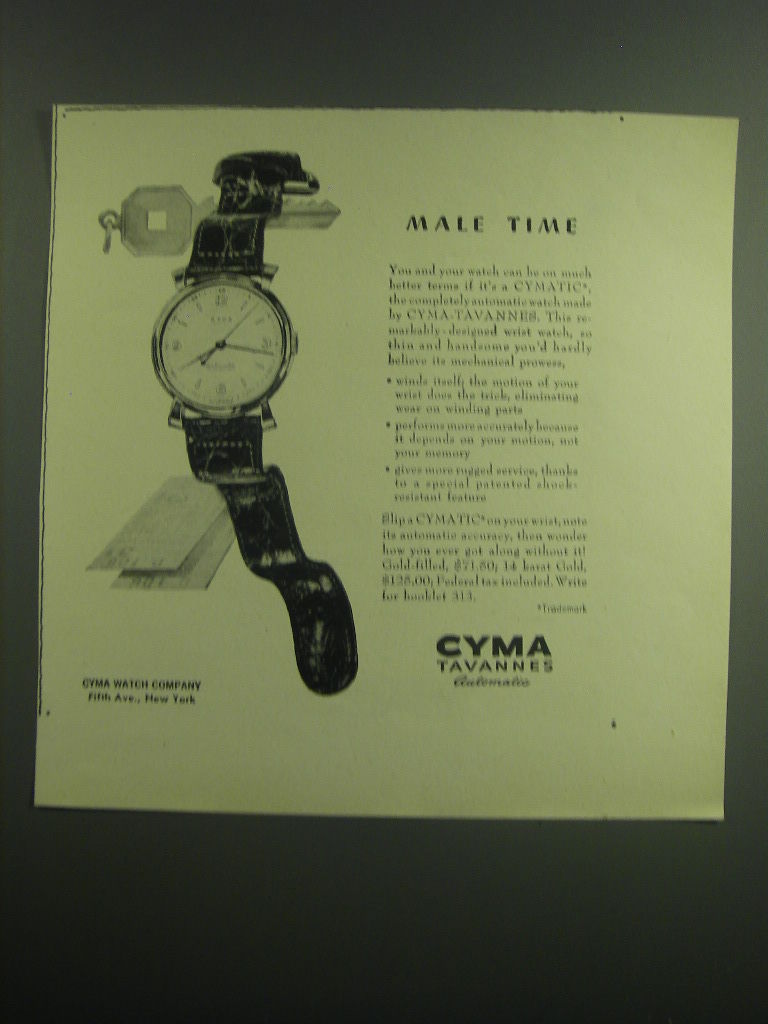 MALE TIME
You and your watch can be on much
better terms if it's a CYMATIC*,
the completely automatic watch made
by CYMA-TAVANNES. This re-
markably-designed wrist watch, so
thin and handsome you'd hardly
believe its mechanical prowess,
• winds itself; the motion of your
wrist does the trick, eliminating
wear on winding parts
• performs more accurately because
it depends on your motion, not
your memory
• gives more rugged service, thanks
to a special patented shock-
resistant feature
Slip a CYMATIC* on your wrist, note
its automatic accuracy, then wonder
how you ever got along without it!
Gold-filled, $71.50; 14 karat Gold,
$125.00; Federal tax included. Write
for booklet 313.
*Trademark
CYMA
TAVANNES
Automatic
CYMA WATCH COMPANY
Fifth Ave., New York
CYMA